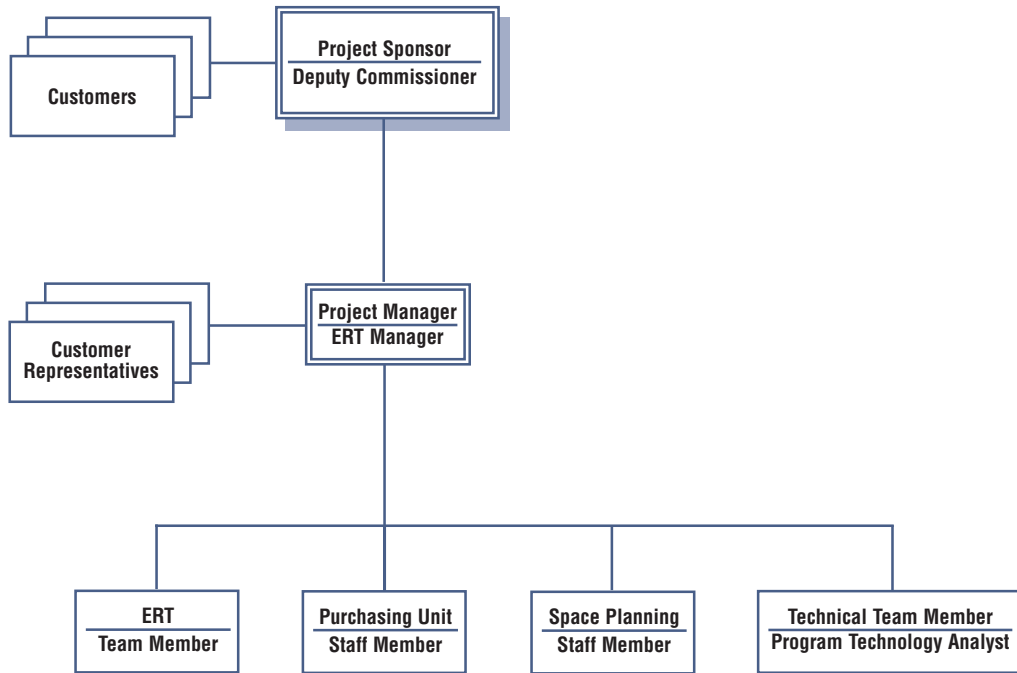 Project Sponsor
Deputy Commissioner
Customers
Project Manager
ERT Manager
Customer
Representatives
ERT
Team Member
Purchasing Unit
Staff Member
Space Planning
Staff Member
Technical Team Member
Program Technology Analyst